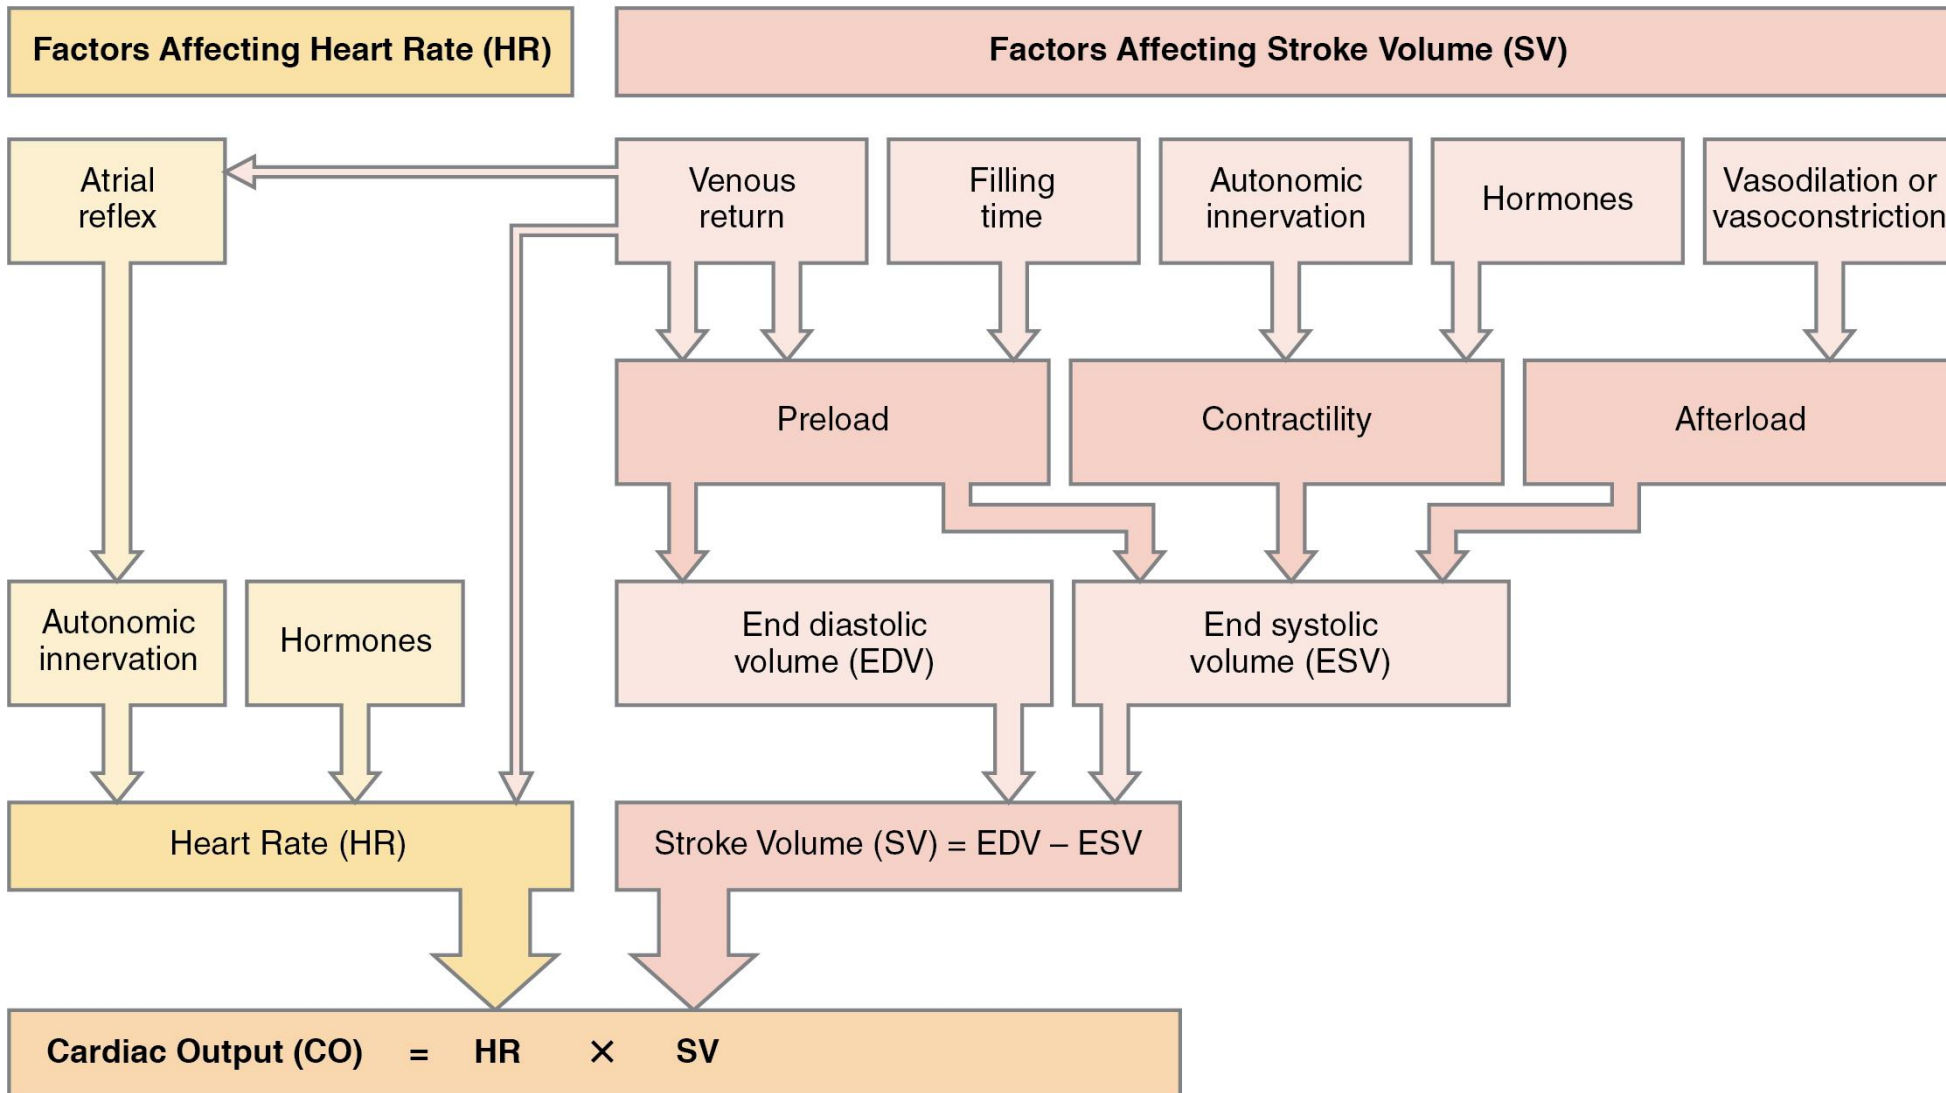 Factors Affecting Heart Rate (HR)
Factors Affecting Stroke Volume (SV)
Atrial
reflex
Venous
return
Filling
time
Autonomic
innervation
Hormones
Vasodilation or
vasoconstriction
Preload
Contractility
Afterload
Autonomic
innervation
Hormones
End diastolic
volume (EDV)
End systolic
volume (ESV)
Heart Rate (HR)
Stroke Volume (SV) = EDV – ESV
Cardiac Output (CO) = HR × SV